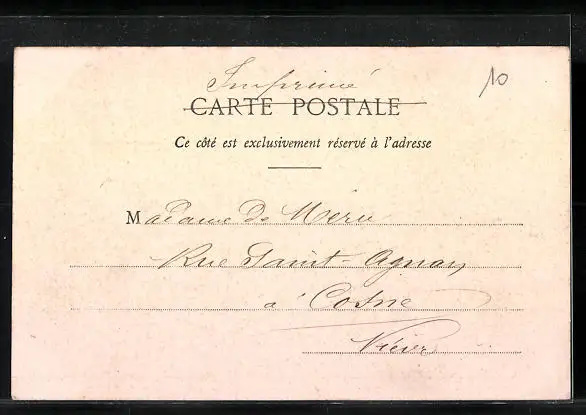 Imprimé
10
CARTE POSTALE
Ce côté est exclusivement réservé à l'adresse
Madame De Meru
Rue Saint-Agnan
à Cosne
Nièvre